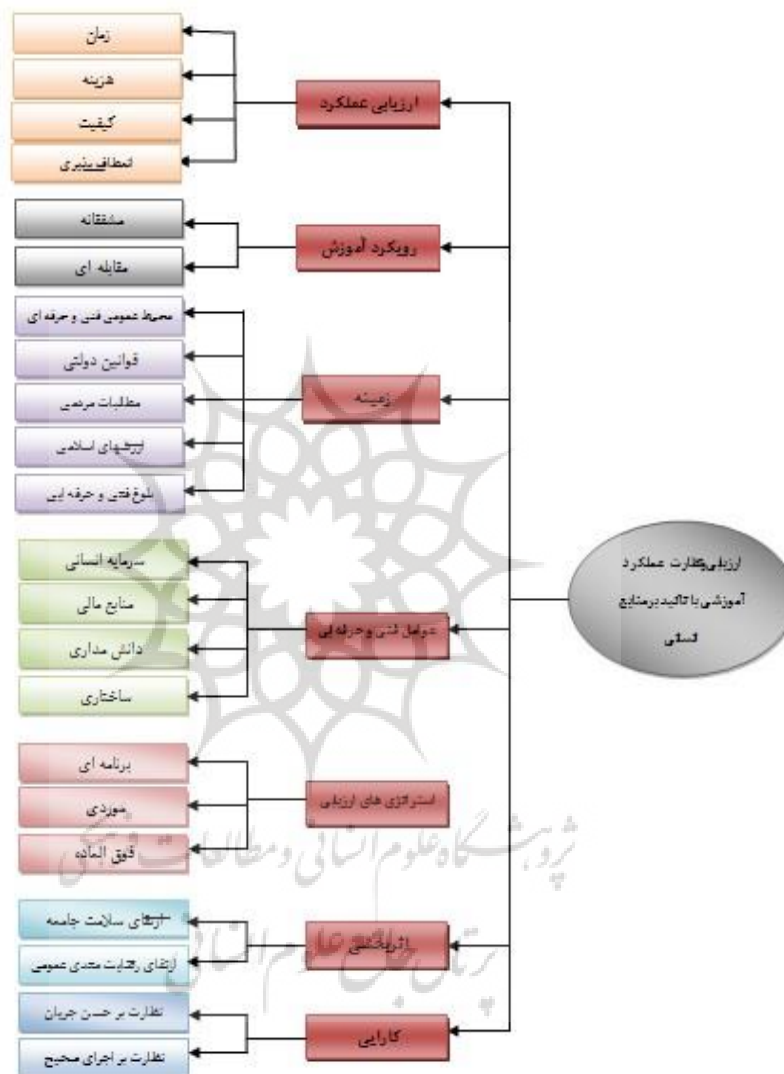 ارزیابی عملکرد
زمان
هزینه
کیفیت
انعطاف پذیری
رویکرد آموزش
مشفقانه
مقابله ای
زمینه
محیط عمومی فنی و حرفه ای
قوانین دولتی
مطالبات مردمی
ارزشهای اسلامی
بلوغ فنی و حرفه ایی
ارزیابی و نظارت عملکرد
آموزشی با تاکید بر منابع
انسانی
عوامل فنی و حرفه ایی
سرمایه انسانی
منابع مالی
دانش مداری
ساختاری
استراتژی های ارزیابی
برنامه ای
موردی
فوق العاده
اثربخشی
ارتقای سلامت جامعه
ارتقای رضایت مندی عمومی
کارایی
نظارت بر حسن جریان
نظارت بر اجرای صحیح
پژوهشگاه علوم انسانی و مطالعات فرهنگی
پرتال جامع علوم انسانی